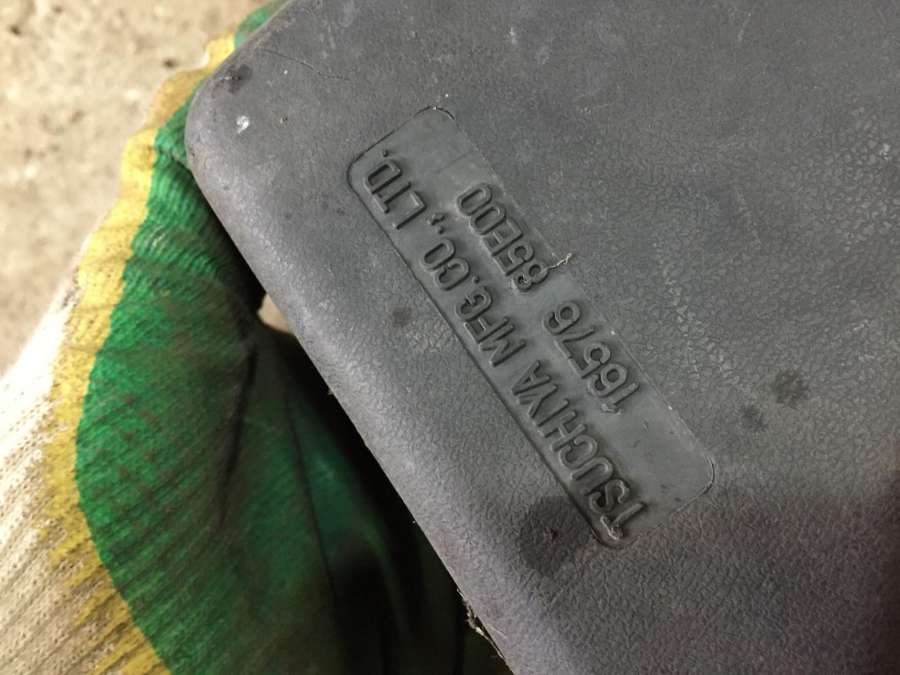 TSUCHIYA MFG.CO., LTD.
16576 85E00